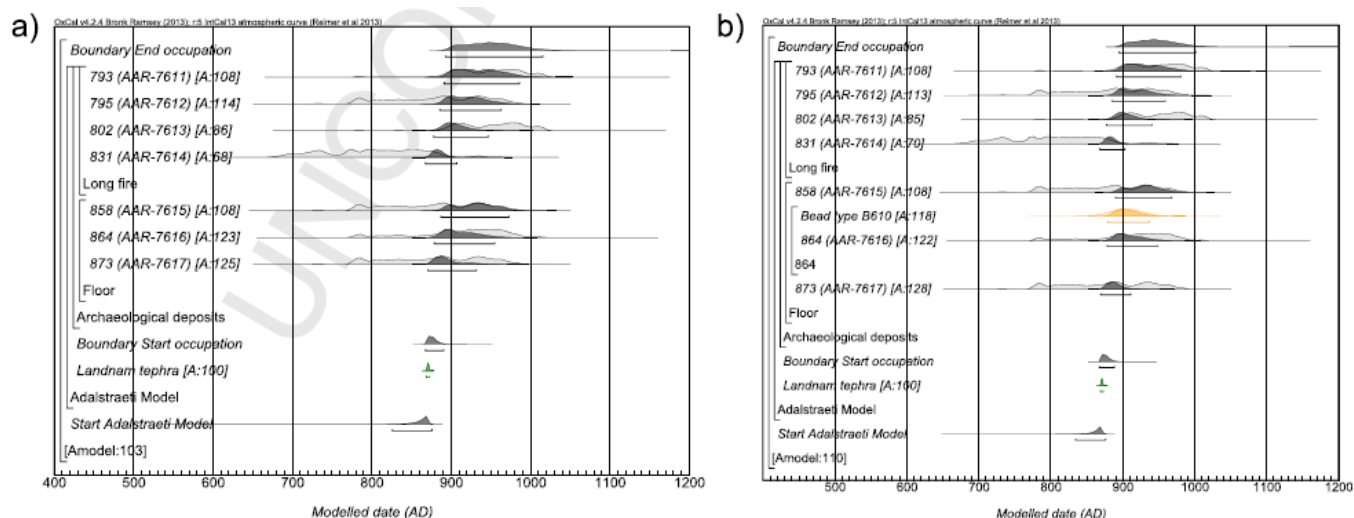 a)
OxCal v4.2.4 Bronk Ramsey (2013); r:5 IntCal13 atmospheric curve (Reimer et al 2013)
Boundary End occupation
793 (AAR-7611) [A:108]
795 (AAR-7612) [A:114]
802 (AAR-7613) [A:86]
831 (AAR-7614) [A:68]
Long fire
858 (AAR-7615) [A:108]
864 (AAR-7616) [A:123]
873 (AAR-7617) [A:125]
Floor
Archaeological deposits
Boundary Start occupation
Landnam tephra [A:100]
Adalstraeti Model
Start Adalstraeti Model
[Amodel:103]
400 500 600 700 800 900 1000 1100 1200
Modelled date (AD)
UNCO
b)
OxCal v4.2.4 Bronk Ramsey (2013); r:5 IntCal13 atmospheric curve (Reimer et al 2013)
Boundary End occupation
793 (AAR-7611) [A:108]
795 (AAR-7612) [A:113]
802 (AAR-7613) [A:85]
831 (AAR-7614) [A:70]
Long fire
858 (AAR-7615) [A:108]
Bead type B610 [A:118]
864 (AAR-7616) [A:122]
864
873 (AAR-7617) [A:128]
Floor
Archaeological deposits
Boundary Start occupation
Landnam tephra [A:100]
Adalstraeti Model
Start Adalstraeti Model
[Amodel:110]
500 600 700 800 900 1000 1100 1200
Modelled date (AD)